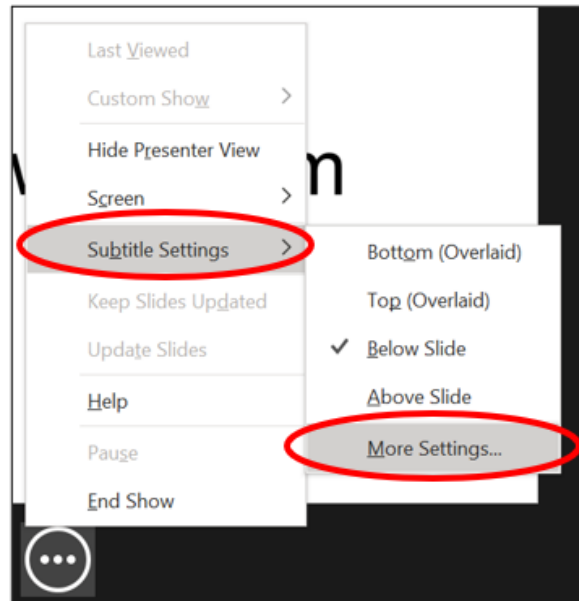 Last Viewed
Custom Show
Hide Presenter View
Screen
Subtitle Settings
Keep Slides Updated
Update Slides
Help
Pause
End Show
Bottom (Overlaid)
Top (Overlaid)
Below Slide
Above Slide
More Settings...